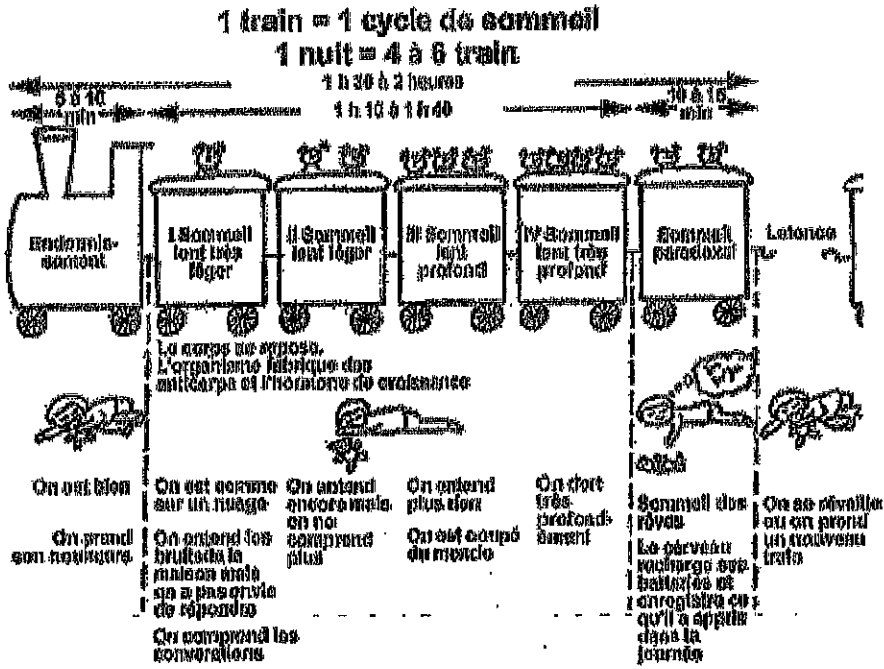 1 train = 1 cycle de sommeil
1 nuit = 4 à 6 train
1 h 30 à 2 heures
5 à 10
min
1 h 10 à 1 h 40
10 à 15
min
Endormis-
sement
I Sommeil
lent très
léger
II Sommeil
lent léger
III Sommeil
lent
profond
IV Sommeil
lent très
profond
Sommeil
paradoxal
Latence
Le corps se repose.
L'organisme fabrique des
anticorps et l'hormone de croissance
On est bien
On prend
son nounours
On est comme
sur un nuage
On entend les
bruits de la
maison mais
on a pas envie
de répondre
On comprend les
conversations
On entend
encore mais
on ne
comprend
plus
On entend
plus rien
On est coupé
du monde
On dort
très
profond-
ément
Sommeil des
rêves
Le cerveau
recharge ses
batteries et
enregistre ce
qu'il a appris
dans la
journée
On se réveille
ou on prend
un nouveau
train